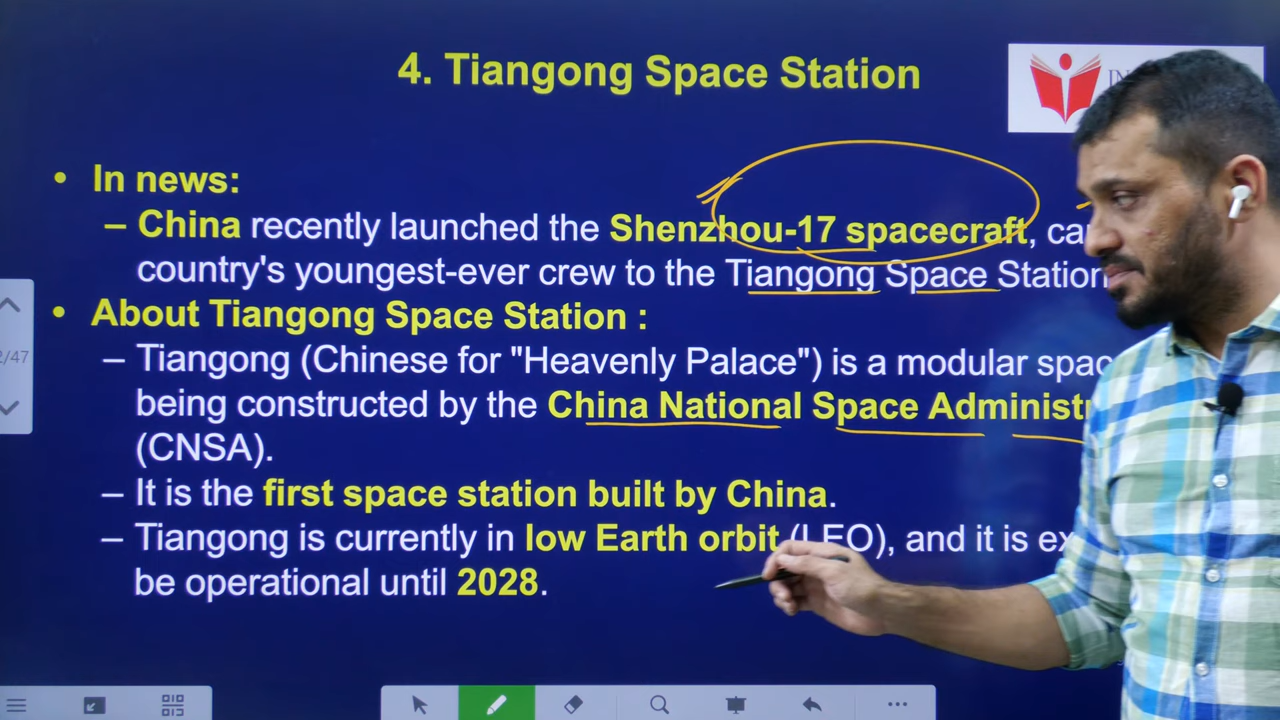 4. Tiangong Space Station
IN
• In news:
– China recently launched the Shenzhou-17 spacecraft,
country's youngest-ever crew to the Tiangong Space Station
• About Tiangong Space Station :
– Tiangong (Chinese for "Heavenly Palace") is a modular
being constructed by the China National Space
(CNSA).
– It is the first space station built by China.
/47
– Tiangong is currently in low Earth orbit (LEO), and it is
be operational until 2028.